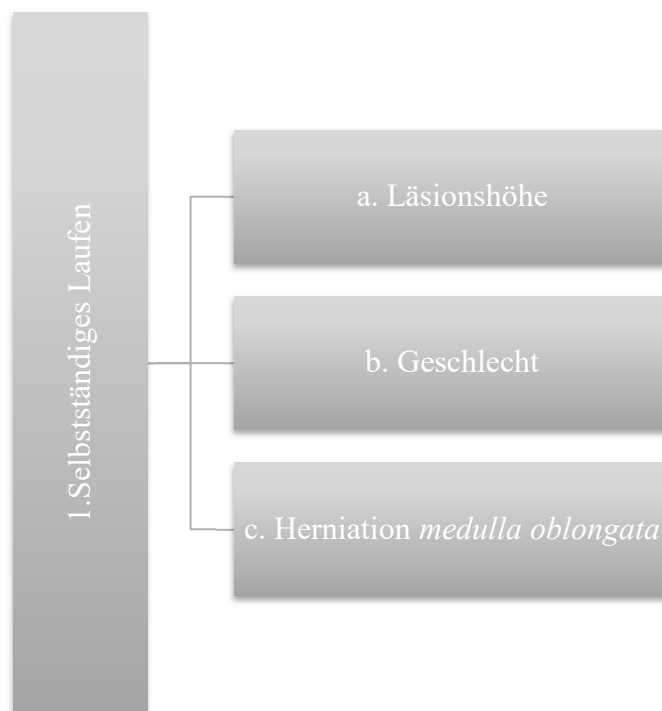 1.Selbstständiges Laufen
a. Läsionshöhe
b. Geschlecht
c. Herniation medulla oblongata